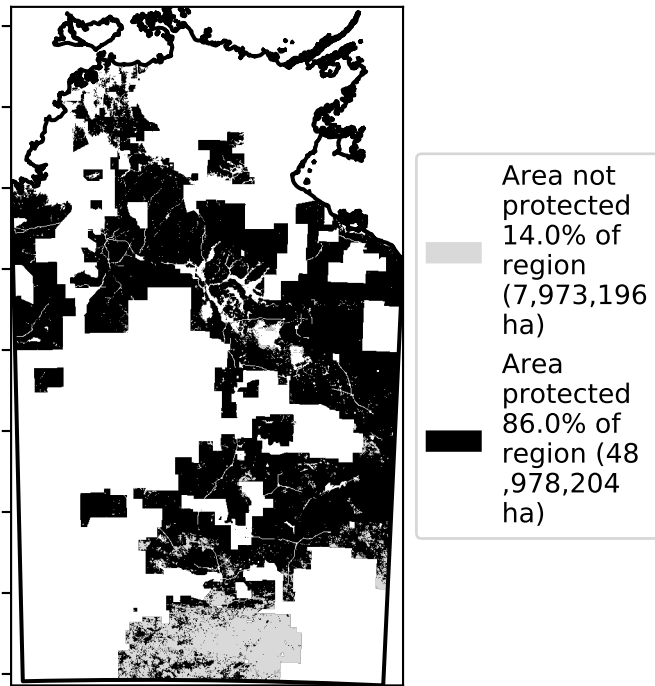 Area not
protected
14.0% of
region
(7,973,196
ha)
Area
protected
86.0% of
region (48
,978,204
ha)